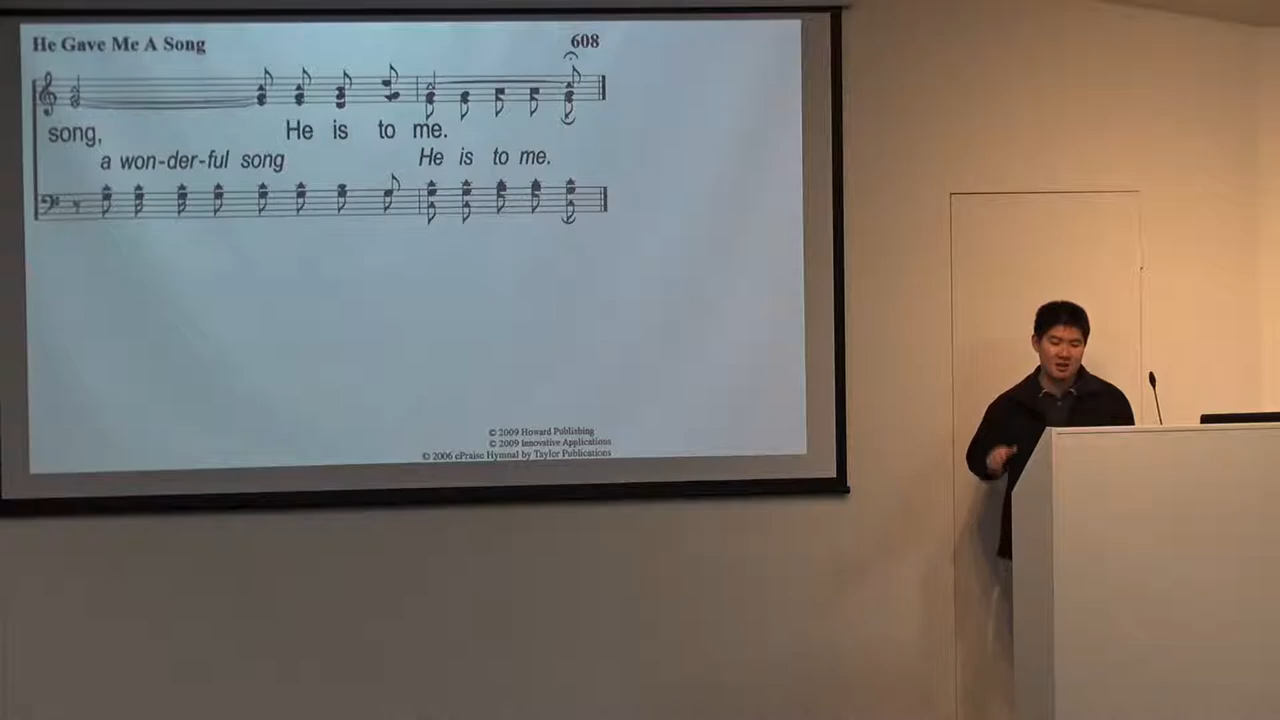 He Gave Me A Song 608
song, He is to me.
a won-der-ful song He is to me.
© 2009 Howard Publishing
© 2009 Innovative Applications
© 2006 ePraise Hymnal by Taylor Publications